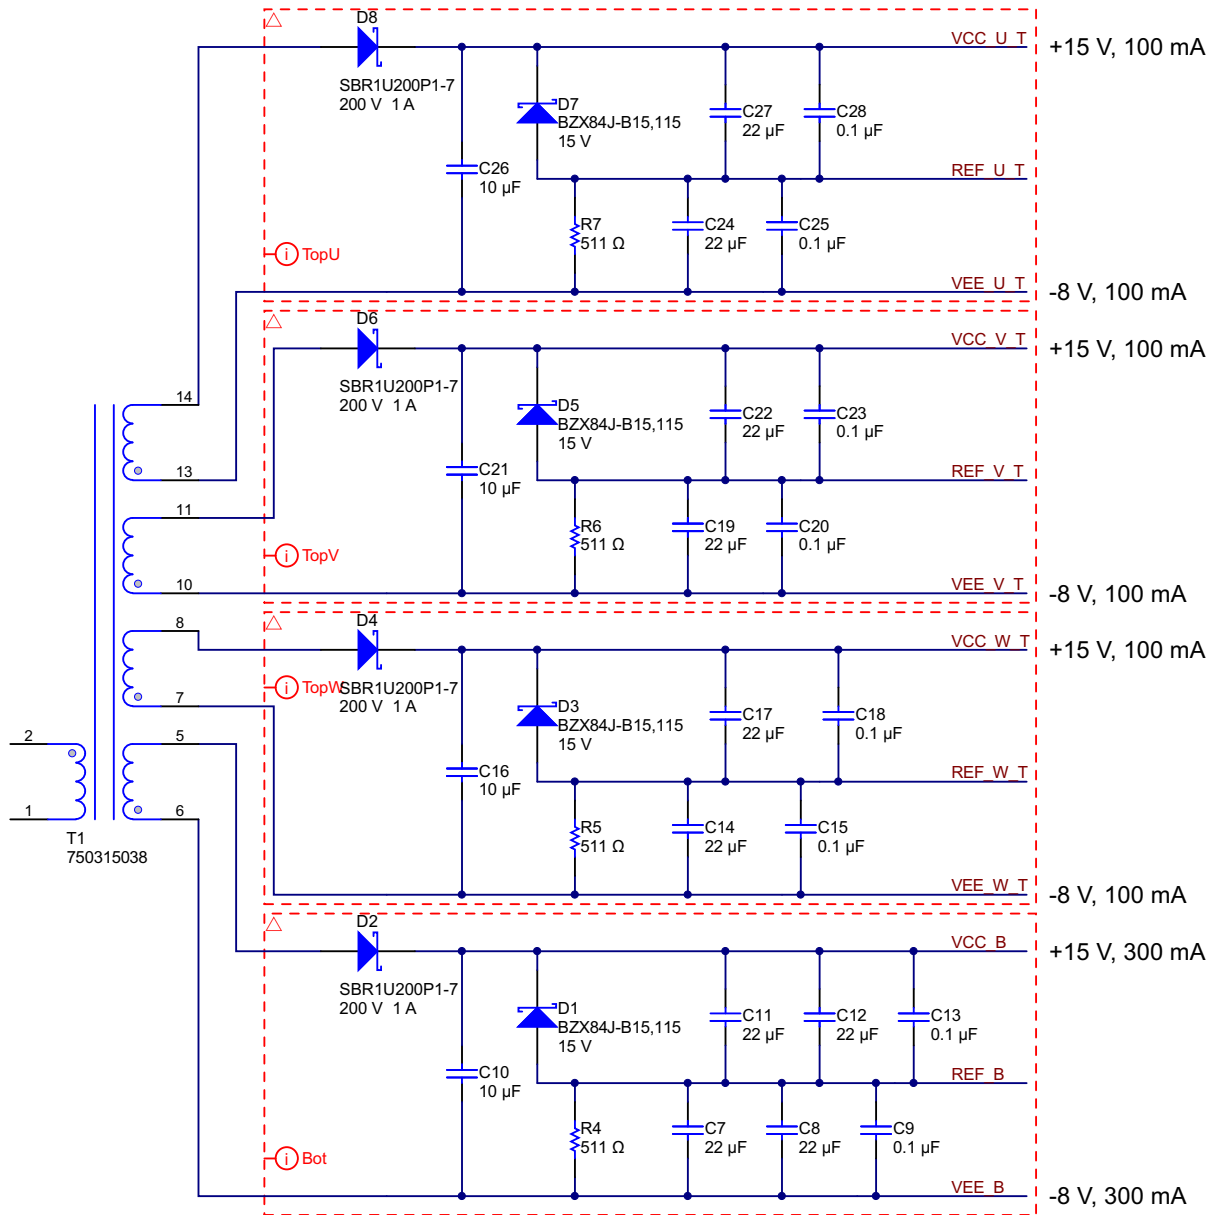 D8
VCC_U_T
+15 V, 100 mA
SBR1U200P1-7
200 V 1 A
D7
BZX84J-B15,115
15 V
C27
22 µF
C28
0.1 µF
C26
10 µF
REF_U_T
R7
511 Ω
C24
22 µF
C25
0.1 µF
i TopU
VEE_U_T
-8 V, 100 mA
D6
VCC_V_T
+15 V, 100 mA
SBR1U200P1-7
200 V 1 A
D5
BZX84J-B15,115
15 V
C22
22 µF
C23
0.1 µF
14
13
C21
10 µF
REF_V_T
11
R6
511 Ω
C19
22 µF
C20
0.1 µF
i TopV
10
VEE_V_T
-8 V, 100 mA
8
D4
VCC_W_T
+15 V, 100 mA
i TopW
SBR1U200P1-7
200 V 1 A
7
D3
BZX84J-B15,115
15 V
C17
22 µF
C18
0.1 µF
2
5
C16
10 µF
REF_W_T
1
6
T1
750315038
R5
511 Ω
C14
22 µF
C15
0.1 µF
VEE_W_T
-8 V, 100 mA
D2
VCC_B
+15 V, 300 mA
SBR1U200P1-7
200 V 1 A
D1
BZX84J-B15,115
15 V
C11
22 µF
C12
22 µF
C13
0.1 µF
C10
10 µF
REF_B
R4
511 Ω
C7
22 µF
C8
22 µF
C9
0.1 µF
i Bot
VEE_B
-8 V, 300 mA